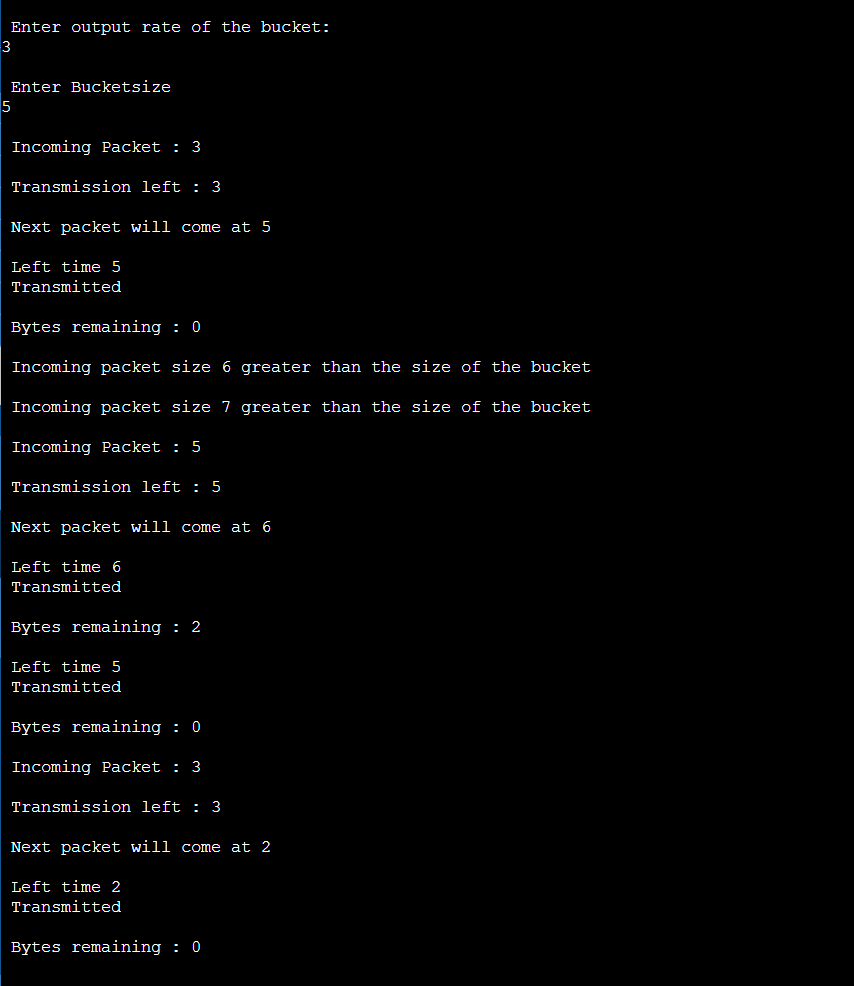 Enter output rate of the bucket:
3
Enter Bucketsize
5
Incoming Packet : 3
Transmission left : 3
Next packet will come at 5
Left time 5
Transmitted
Bytes remaining : 0
Incoming packet size 6 greater than the size of the bucket
Incoming packet size 7 greater than the size of the bucket
Incoming Packet : 5
Transmission left : 5
Next packet will come at 6
Left time 6
Transmitted
Bytes remaining : 2
Left time 5
Transmitted
Bytes remaining : 0
Incoming Packet : 3
Transmission left : 3
Next packet will come at 2
Left time 2
Transmitted
Bytes remaining : 0